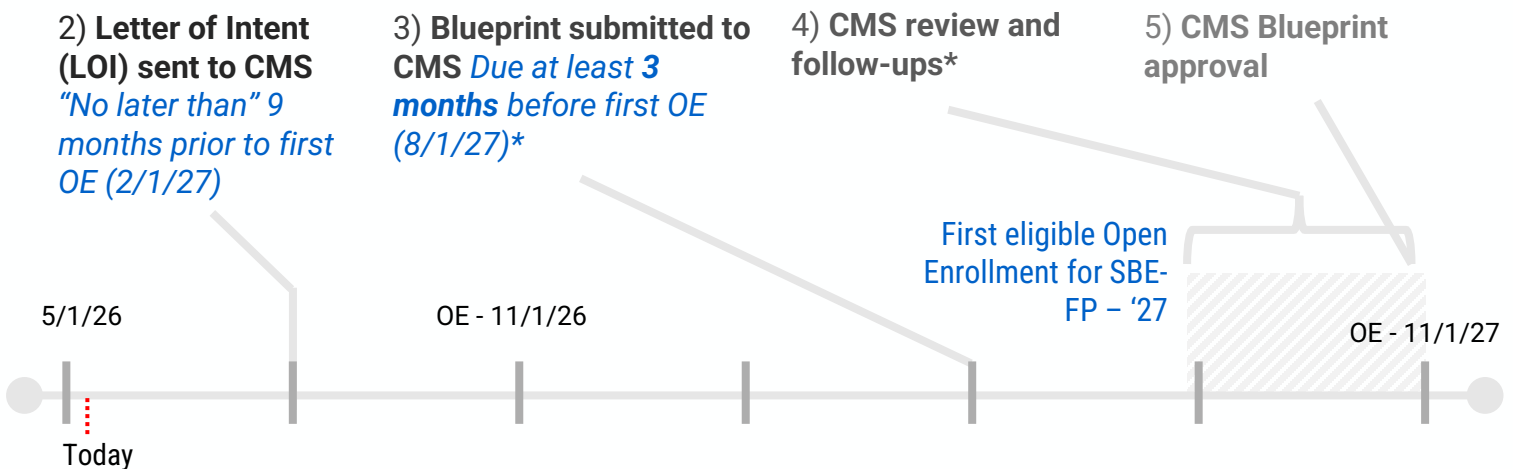 2) Letter of Intent
(LOI) sent to CMS
“No later than” 9
months prior to first
OE (2/1/27)
3) Blueprint submitted to
CMS Due at least 3
months before first OE
(8/1/27)*
4) CMS review and
follow-ups*
5) CMS Blueprint
approval
First eligible Open
Enrollment for SBE-
FP – ‘27
5/1/26
OE - 11/1/26
OE - 11/1/27
Today